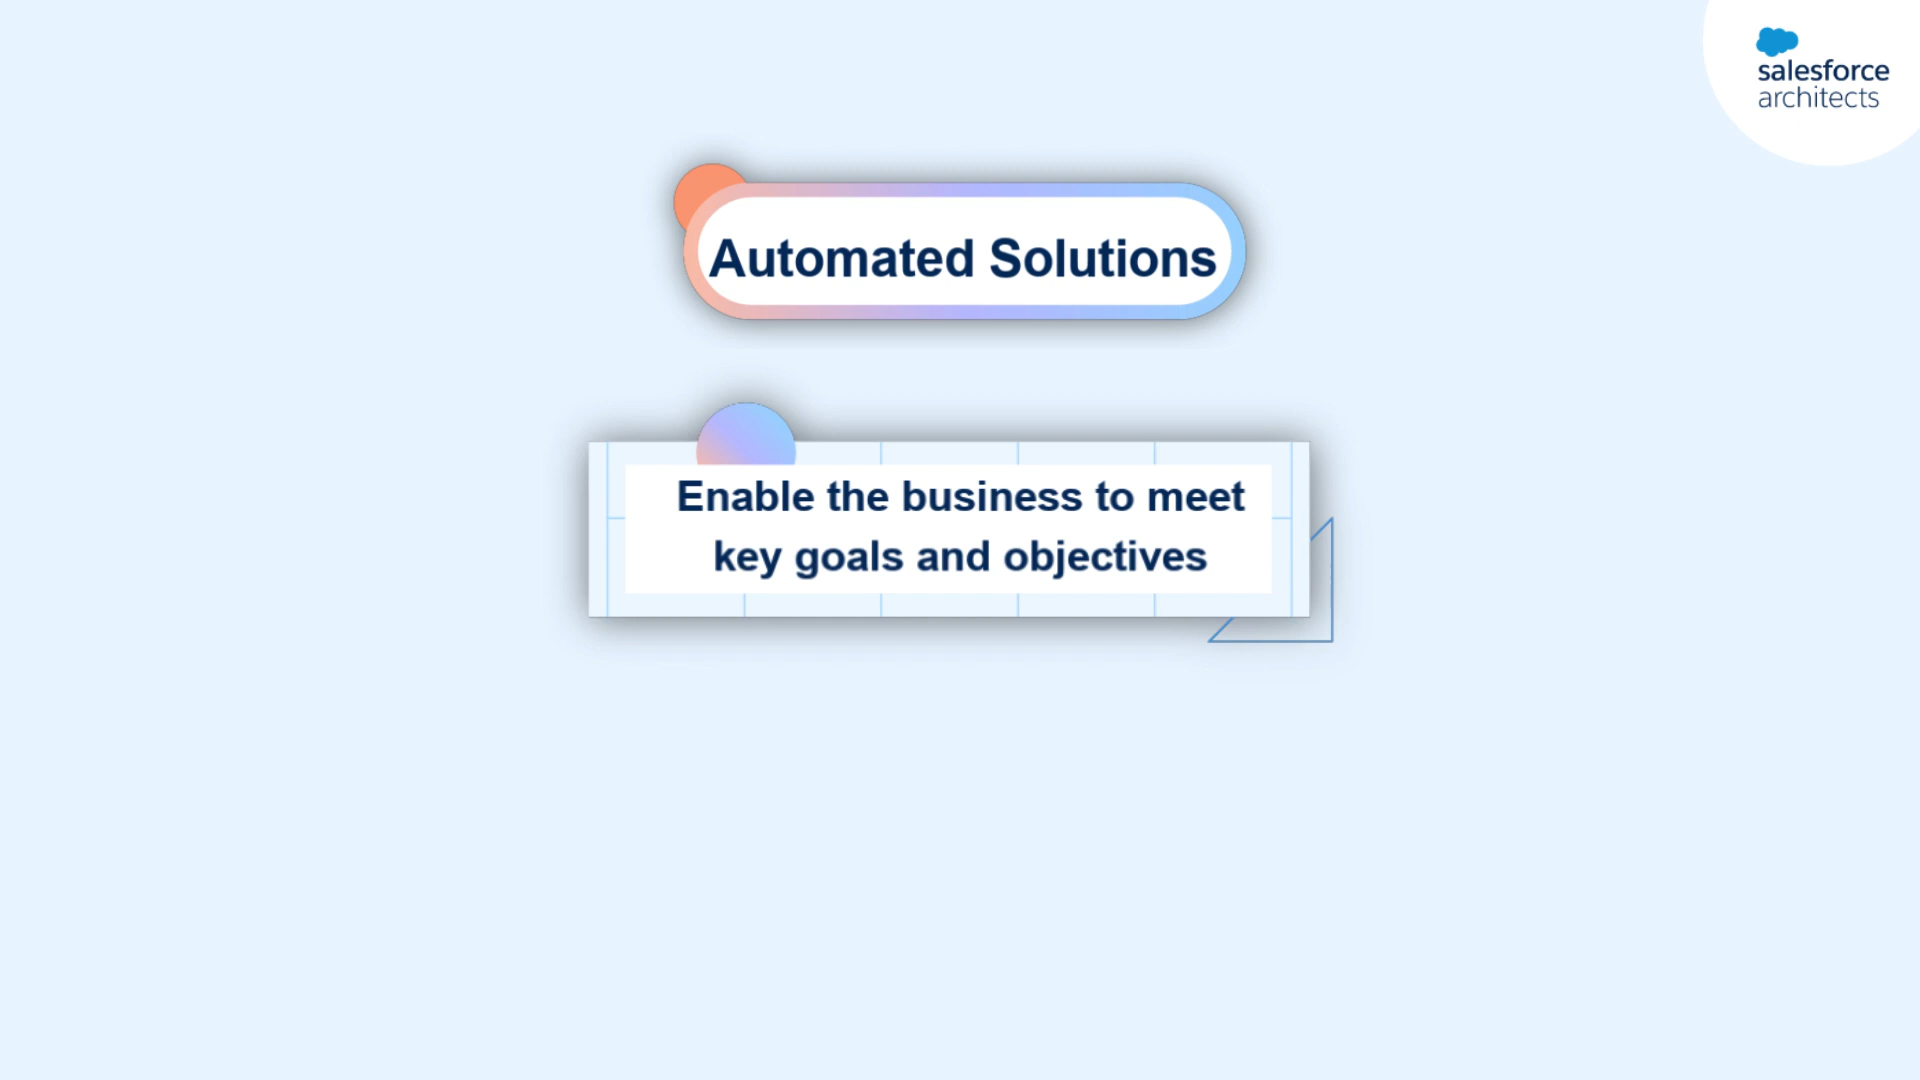 salesforce
architects
Automated Solutions
Enable the business to meet
key goals and objectives